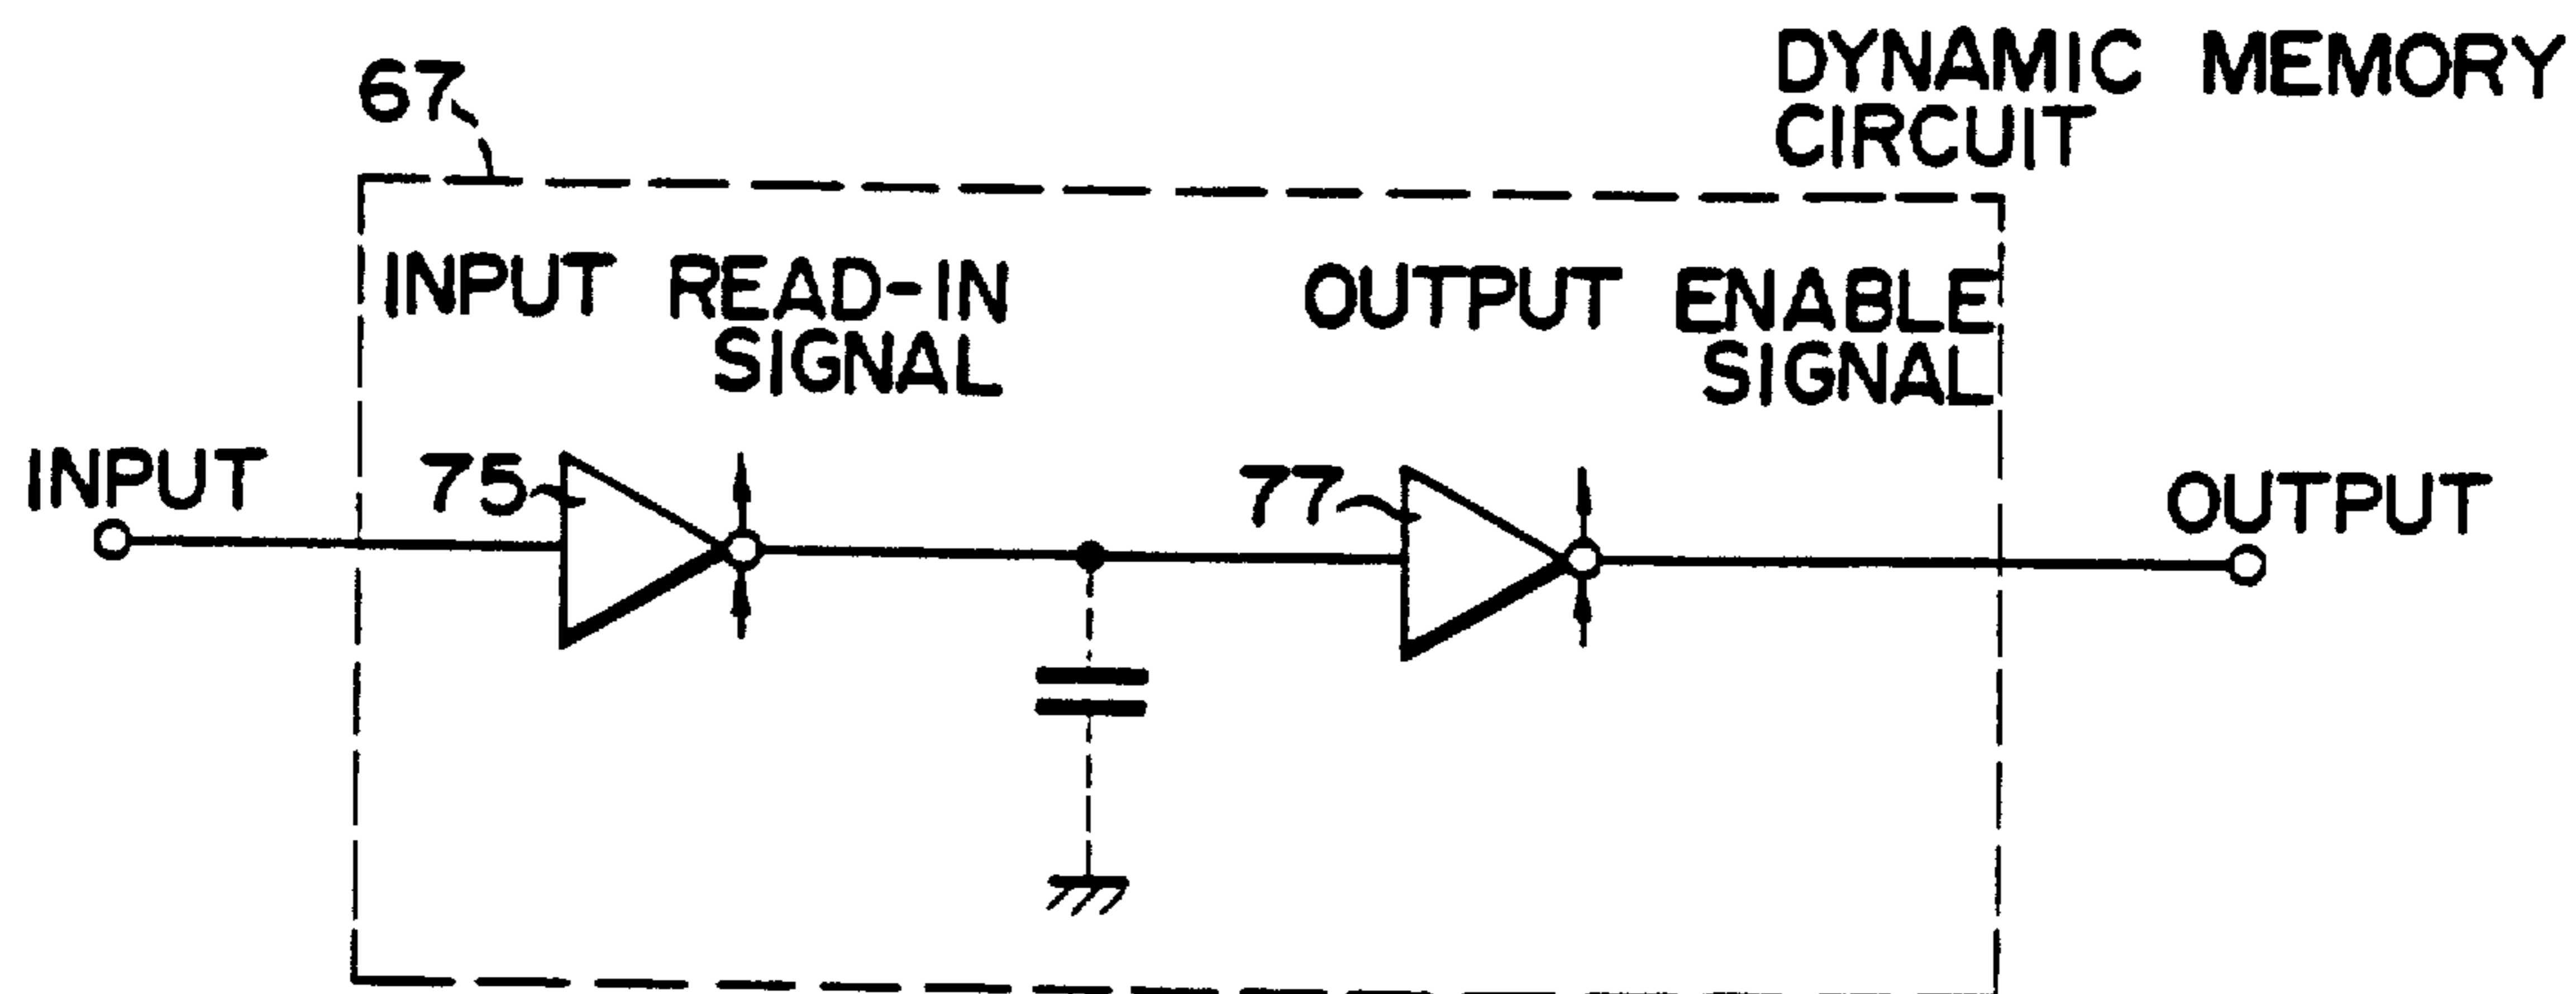 67
DYNAMIC MEMORY
CIRCUIT
INPUT READ-IN
SIGNAL
OUTPUT ENABLE
SIGNAL
INPUT
75
77
OUTPUT